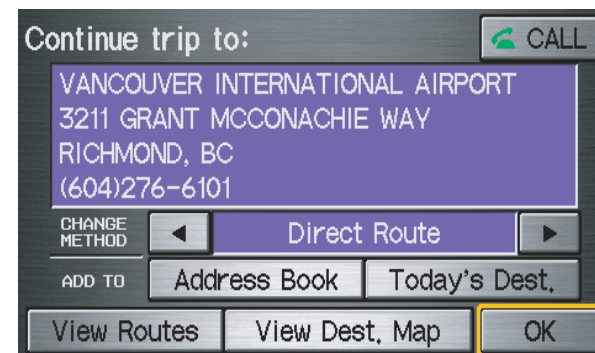 Continue trip to:
CALL
VANCOUVER INTERNATIONAL AIRPORT
3211 GRANT MCCONACHIE WAY
RICHMOND, BC
(604)276-6101
CHANGE
METHOD
Direct Route
ADD TO
Address Book
Today's Dest.
View Routes
View Dest. Map
OK